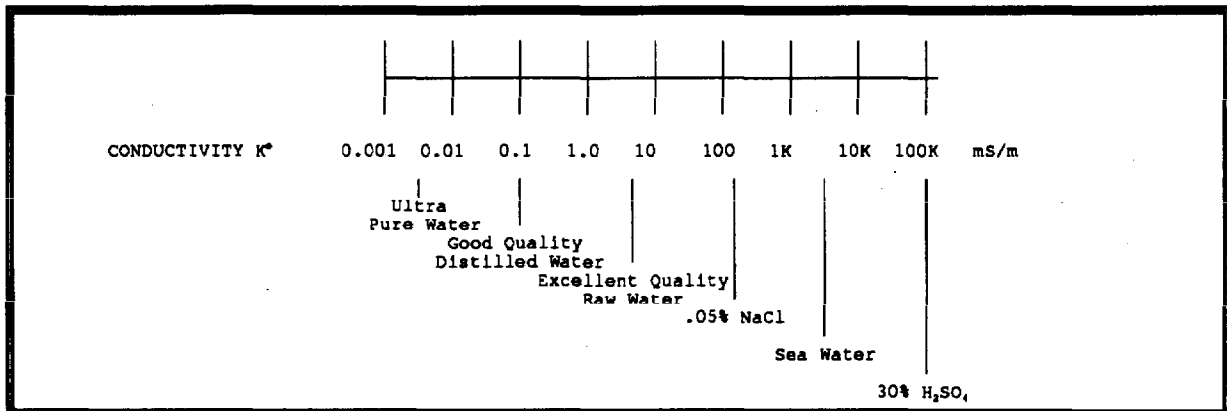 CONDUCTIVITY K° 0.001 0.01 0.1 1.0 10 100 1K 10K 100K mS/m
Ultra
Pure Water
Good Quality
Distilled Water
Excellent Quality
Raw Water
.05% NaCl
Sea Water
30% H₂SO₄